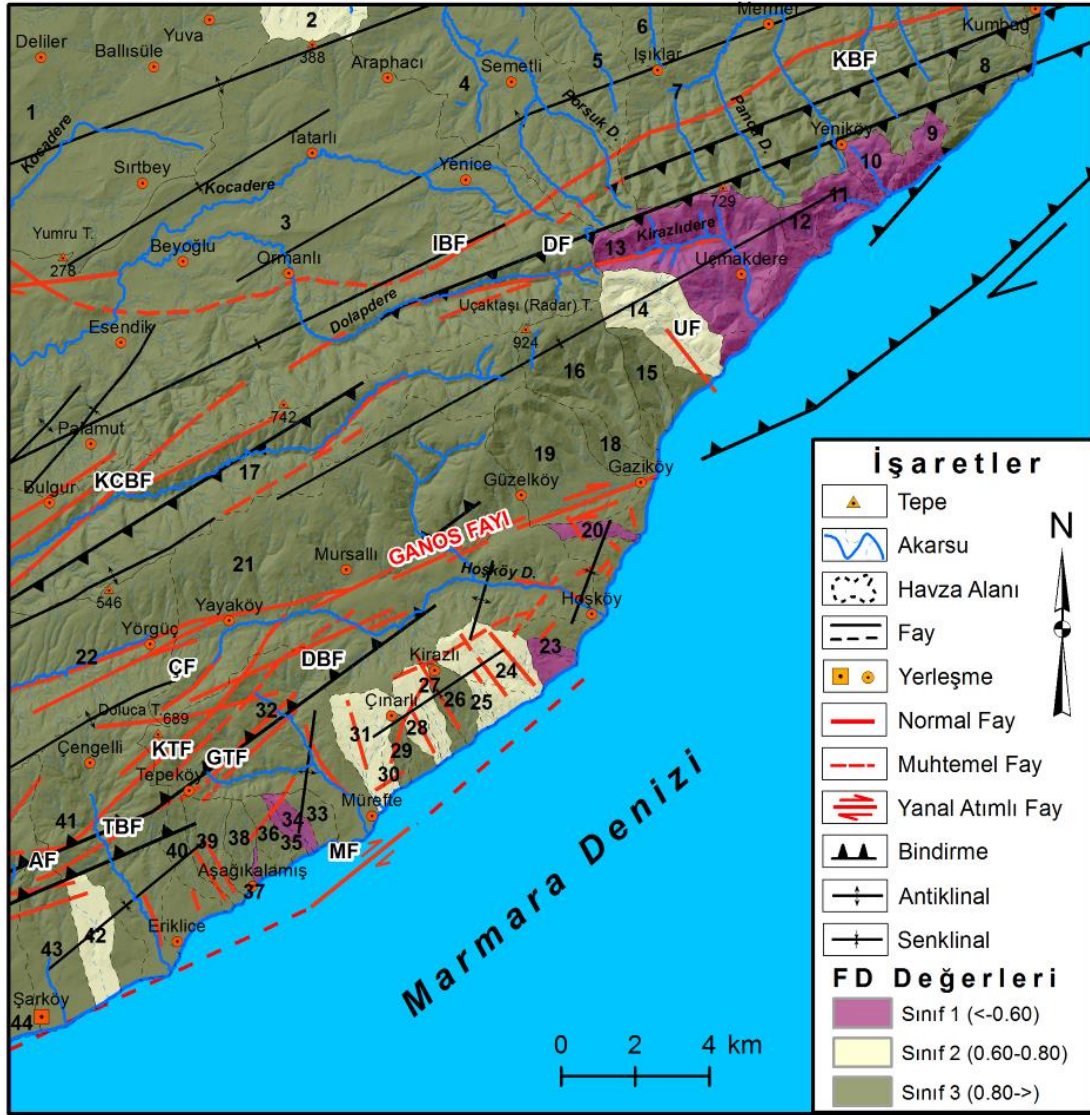 Deliler
Ballısüle
Yuva
2
388
Araphacı
Semetli
4
5
6
Işıklar
Mermer
KBF
Kumbağ
8
1
Kocadere
Sırtbey
Tatarlı
Kocadere
Yenice
Porsuk D.
7
Pança D.
Yeniköy
9
10
11
12
729
Kirazlıdere
13
Uçmakdere
Yumru T.
278
Beyoğlu
3
Ormanlı
IBF
DF
Dolapdere
Uçaktaşı (Radar) T.
924
14
UF
Esendik
16
15
742
Palamut
Bulgur
KCBF
17
19
18
Güzelköy
Gaziköy
20
GANOS FAYI
21
Mursallı
Hoşköy D.
546
Yayaköy
Yörgüç
22
ÇF
DBF
Hoşköy
Kirazlı
23
24
25
26
27
28
29
30
31
Çınarlı
32
Doluca T.
689
KTF
GTF
Çengelli
Tepeköy
Mürefte
33
34
35
36
37
38
39
40
41
TBF
AF
MF
Aşağıkalamış
Eriklice
42
43
Şarköy
44
Marmara Denizi
0 2 4 km
N
İşaretler
Tepe
Akarsu
Havza Alanı
Fay
Yerleşme
Normal Fay
Muhtemel Fay
Yanal Atımlı Fay
Bindirme
Antiklinal
Senklinal
FD Değerleri
Sınıf 1 (<-0.60)
Sınıf 2 (0.60-0.80)
Sınıf 3 (0.80->)